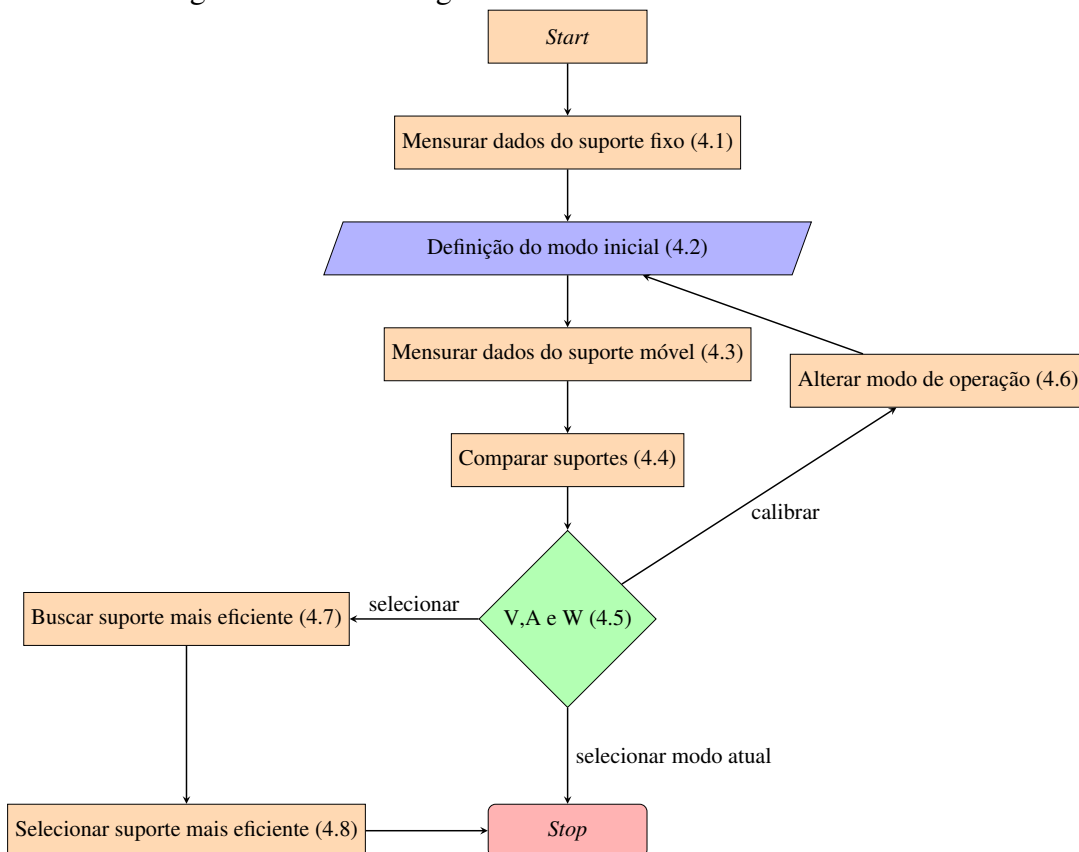 Start
Mensurar dados do suporte fixo (4.1)
Definição do modo inicial (4.2)
Mensurar dados do suporte móvel (4.3)
Alterar modo de operação (4.6)
Comparar suportes (4.4)
calibrar
selecionar
Buscar suporte mais eficiente (4.7)
V,A e W (4.5)
selecionar modo atual
Selecionar suporte mais eficiente (4.8)
Stop